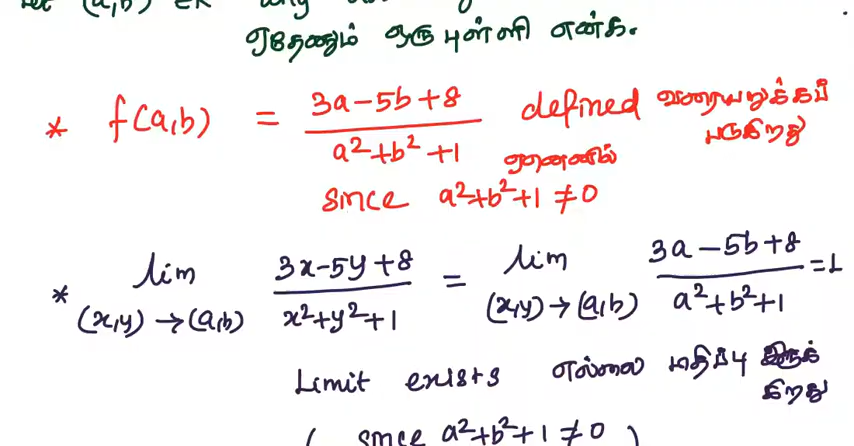 (a,b)
ஏதேனும் ஒரு புள்ளி என்க.
* f(a,b) = 3a-5b+8 / a²+b²+1 defined வரையறுக்கப்
படுகிறது
ஏனெனில்
since a²+b²+1 ≠ 0
* lim (x,y)→(a,b) 3x-5y+8 / x²+y²+1 = lim (x,y)→(a,b) 3a-5b+8 / a²+b²+1 = L
Limit exists எல்லை மதிப்பு இருக்
கிறது
( since a²+b²+1 ≠ 0 )